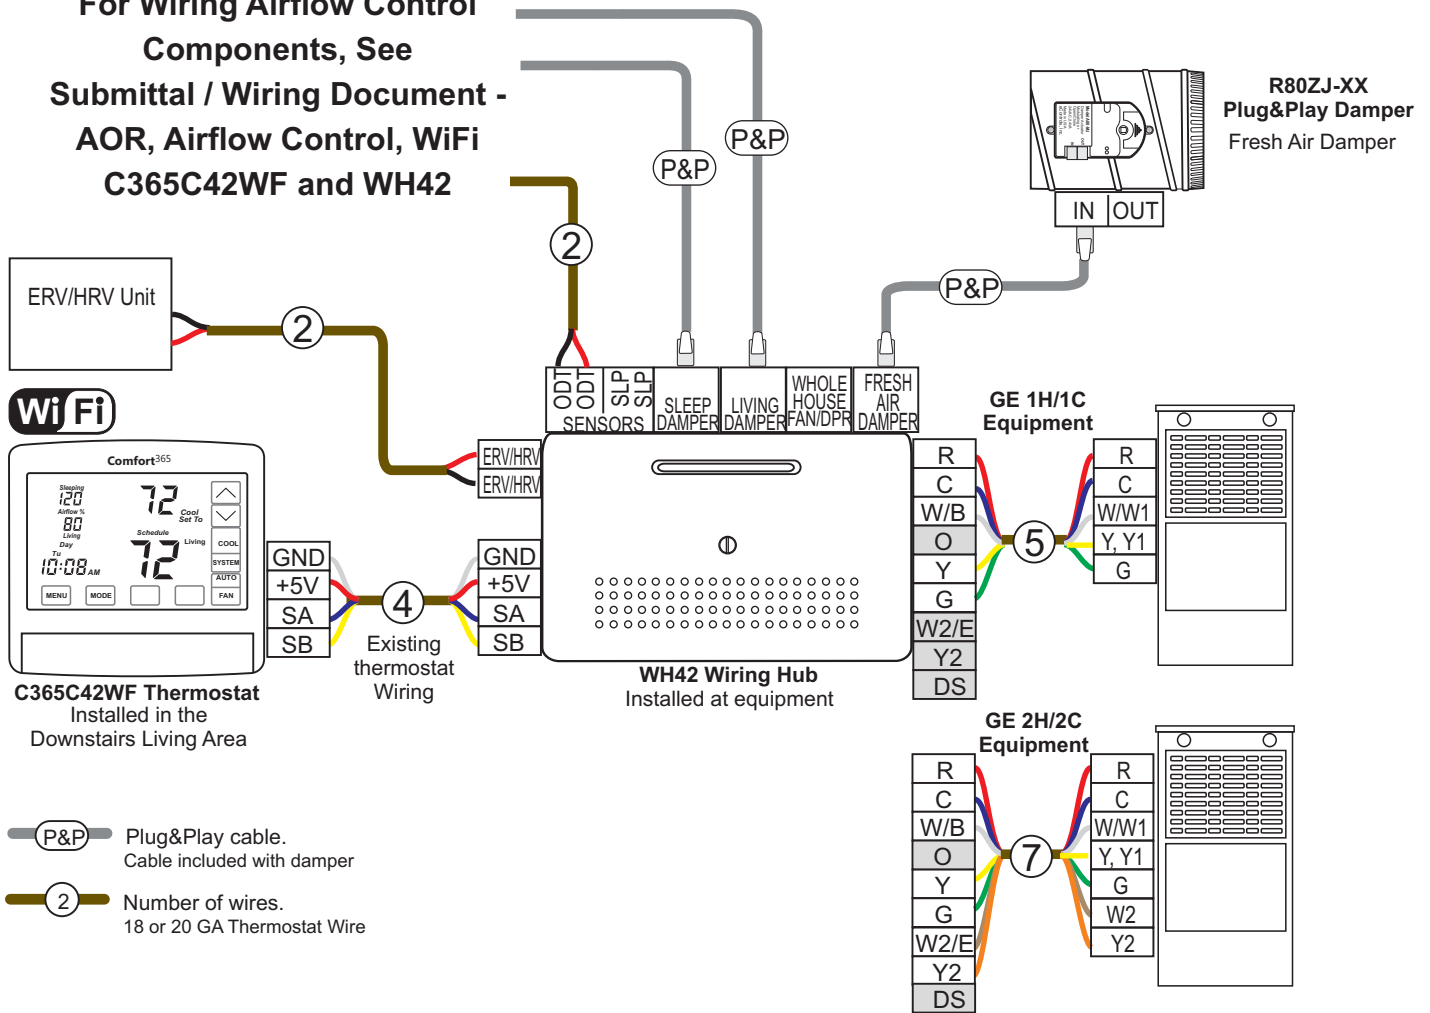 For Wiring Airflow Control
Components, See
Submittal / Wiring Document -
AOR, Airflow Control, WiFi
C365C42WF and WH42
P&P
P&P
2
R80ZJ-XX
Plug&Play Damper
Fresh Air Damper
IN OUT
P&P
ERV/HRV Unit
2
WiFi
ODT
ODT
SLP
SLP
SENSORS
SLEEP
DAMPER
LIVING
DAMPER
WHOLE
HOUSE
FAN/DPR
FRESH
AIR
DAMPER
Comfort365
Sleeping
120
Airflow %
80
Living
Day
Tu
10:08 AM
72
Cool
Set To
Schedule
72
Living
COOL
SYSTEM
AUTO
FAN
MENU
MODE
GND
+5V
SA
SB
4
Existing
thermostat
Wiring
ERV/HRV
ERV/HRV
GND
+5V
SA
SB
C365C42WF Thermostat
Installed in the
Downstairs Living Area
WH42 Wiring Hub
Installed at equipment
GE 1H/1C
Equipment
R
C
W/B
O
Y
G
W2/E
Y2
DS
5
R
C
W/W1
Y, Y1
G
GE 2H/2C
Equipment
R
C
W/B
O
Y
G
W2/E
Y2
DS
7
R
C
W/W1
Y, Y1
G
W2
Y2
P&P
Plug&Play cable.
Cable included with damper
2
Number of wires.
18 or 20 GA Thermostat Wire